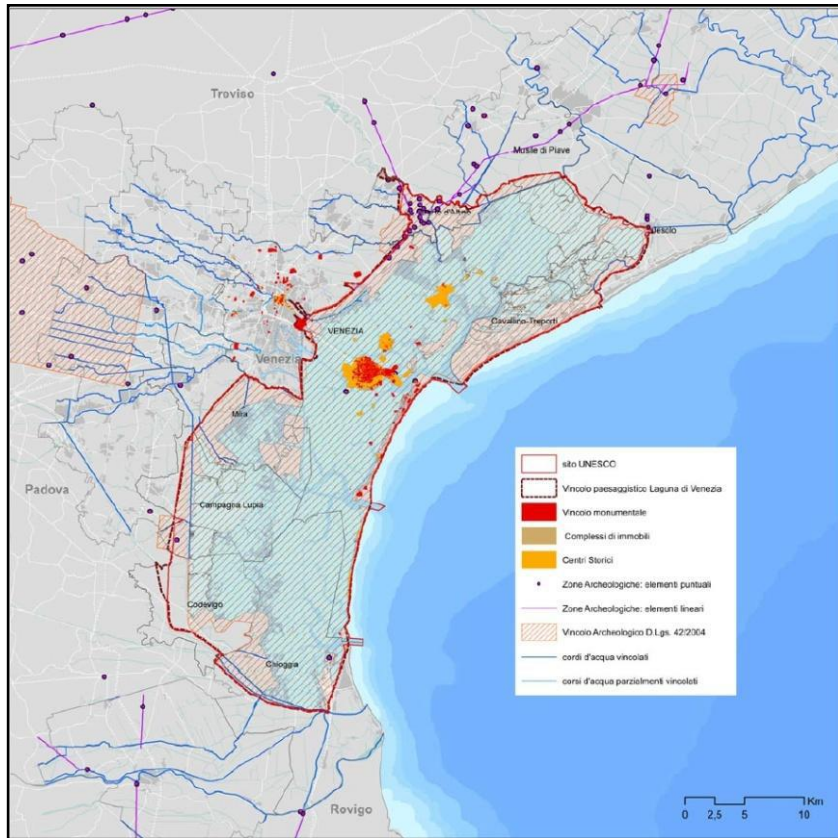 Treviso
Musile di Piave
Jesolo
Cavallino-Treporti
VENEZIA
Venezia
Mira
Padova
Campagna Lupia
Codevigo
Chioggia
Rovigo
sito UNESCO
Vincolo paesaggistico Laguna di Venezia
Vincolo monumentale
Complessi di immobili
Centri Storici
Zone Archeologiche: elementi puntuali
Zone Archeologiche: elementi lineari
Vincolo Archeologico D.Lgs. 42/2004
cordi d'acqua vincolati
corsi d'acqua parzialmenti vincolati
Km
0 2,5 5 10